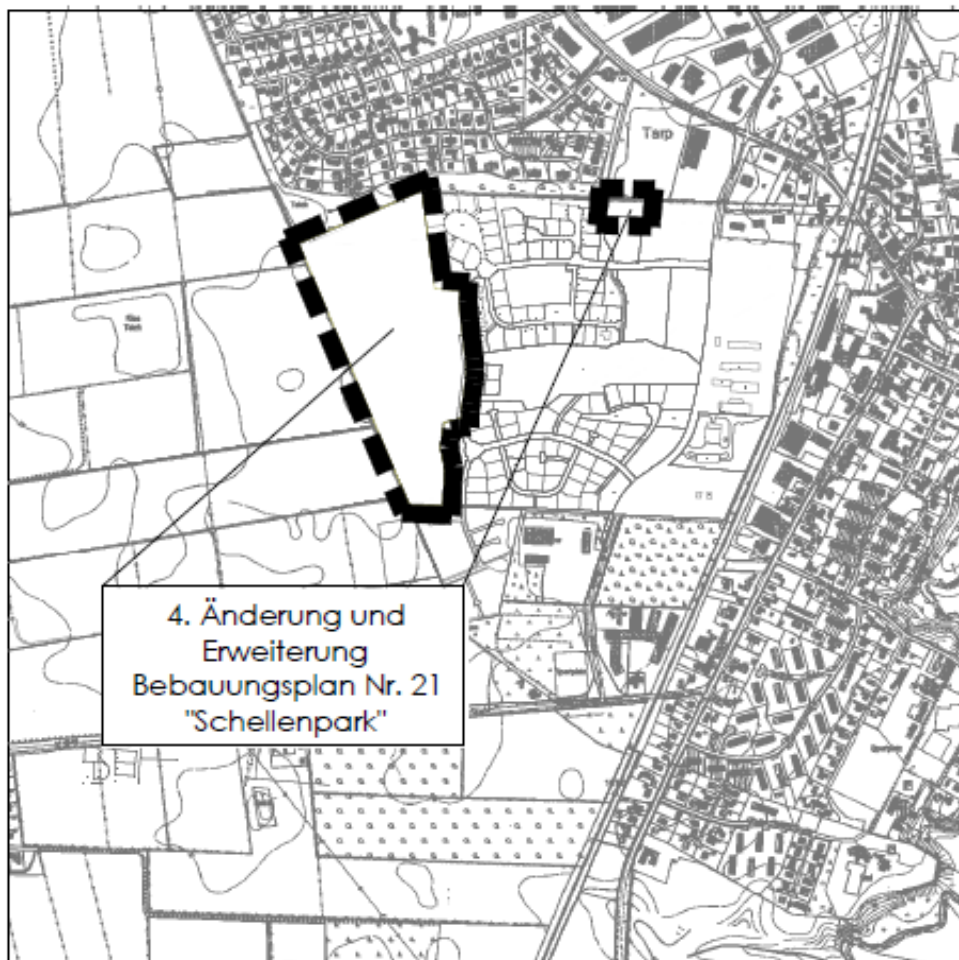 Tarp
4. Änderung und
Erweiterung
Bebauungsplan Nr. 21
"Schellenpark"